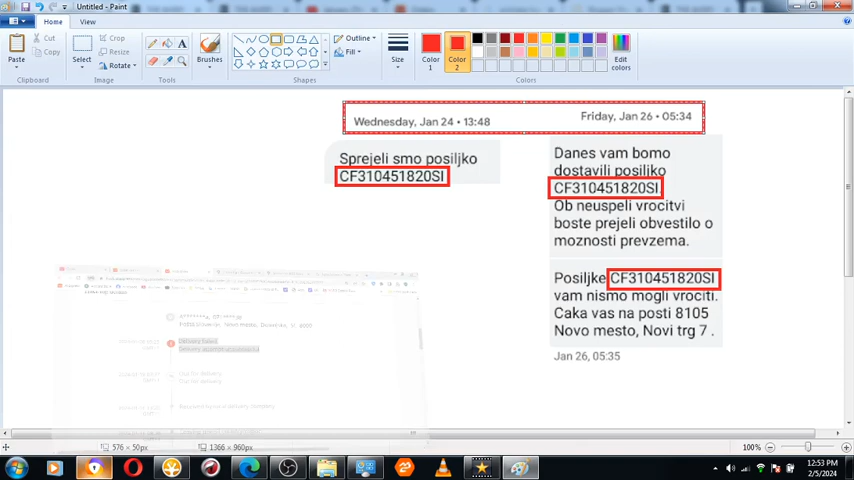 Untitled - Paint
Home
View
Paste
Cut
Copy
Clipboard
Select
Crop
Resize
Rotate
Image
Tools
Brushes
Shapes
Outline
Fill
Size
Color
1
Color
2
Edit
colors
Colors
Wednesday, Jan 24 • 13:48
Friday, Jan 26 • 05:34
Sprejeli smo posiljko
CF310451820SI
Danes vam bomo
dostavili posiljko
CF310451820SI.
Ob neuspeli vrocitvi
boste prejeli obvestilo o
moznosti prevzema.
Posiljke CF310451820SI
vam nismo mogli vrociti.
Caka vas na posti 8105
Novo mesto, Novi trg 7 .
Jan 26, 05:35
576 × 50px
1366 × 960px
100%
12:53 PM
2/5/2024